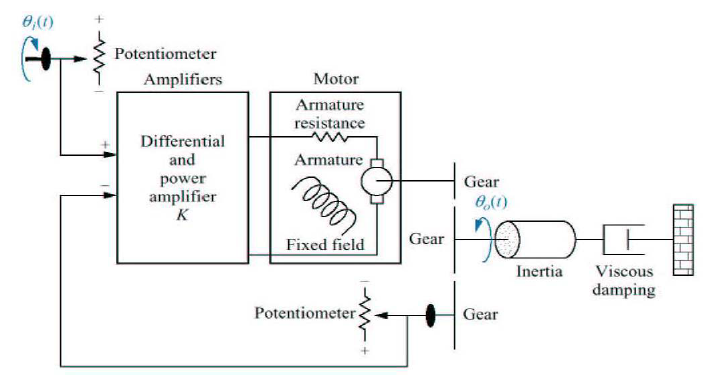 θi(t)
+
Potentiometer
−
Amplifiers
Motor
Armature
resistance
+
Differential
and
power
amplifier
K
−
Armature
Fixed field
Gear
θo(t)
Gear
Inertia
Viscous
damping
−
Potentiometer
Gear
+